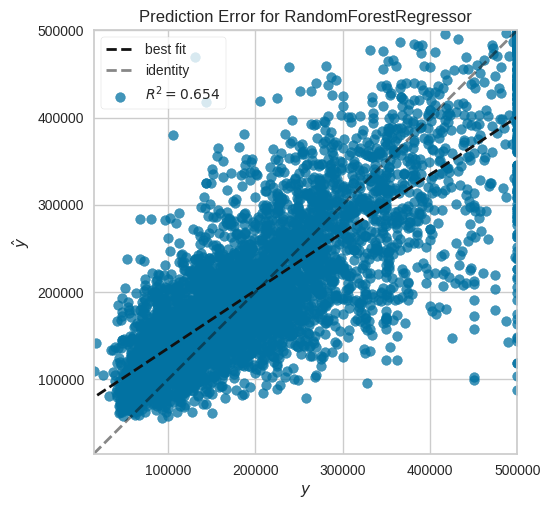 Prediction Error for RandomForestRegressor
best fit
identity
R² = 0.654
500000
400000
300000
200000
100000
ŷ
100000 200000 300000 400000 500000
y